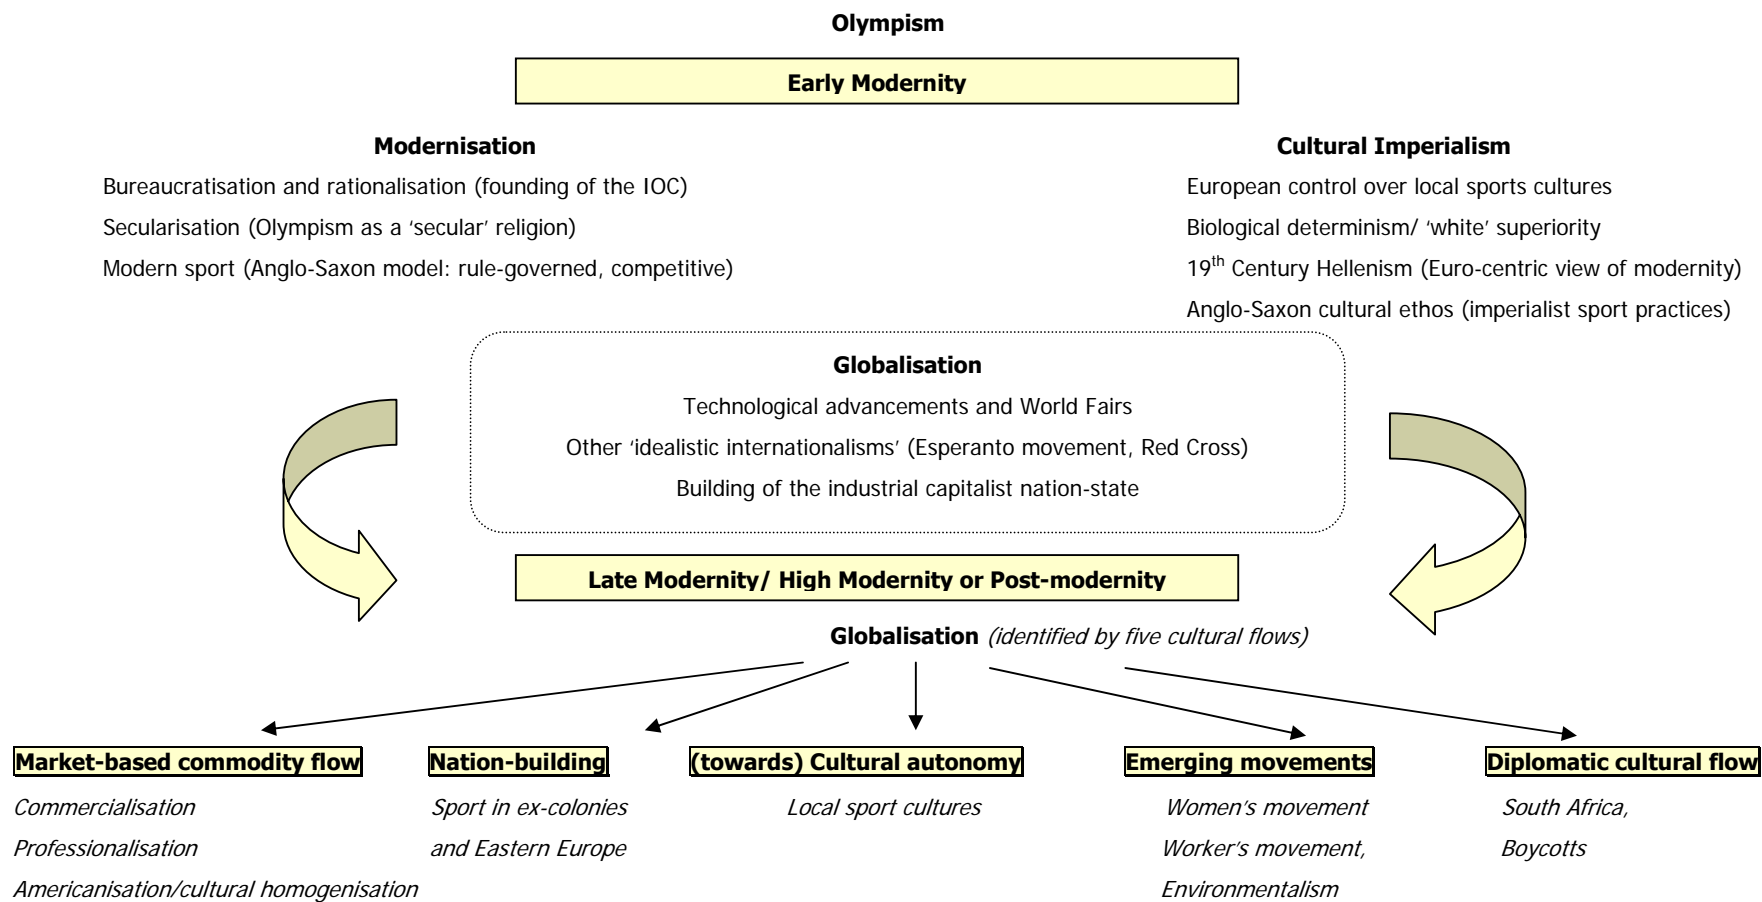 Olympism
Early Modernity
Modernisation
Bureaucratisation and rationalisation (founding of the IOC)
Secularisation (Olympism as a ‘secular’ religion)
Modern sport (Anglo-Saxon model: rule-governed, competitive)
Cultural Imperialism
European control over local sports cultures
Biological determinism/ ‘white’ superiority
19th Century Hellenism (Euro-centric view of modernity)
Anglo-Saxon cultural ethos (imperialist sport practices)
Globalisation
Technological advancements and World Fairs
Other ‘idealistic internationalisms’ (Esperanto movement, Red Cross)
Building of the industrial capitalist nation-state
Late Modernity/ High Modernity or Post-modernity
Globalisation (identified by five cultural flows)
Market-based commodity flow
Commercialisation
Professionalisation
Americanisation/cultural homogenisation
Nation-building
Sport in ex-colonies
and Eastern Europe
(towards) Cultural autonomy
Local sport cultures
Emerging movements
Women’s movement
Worker’s movement,
Environmentalism
Diplomatic cultural flow
South Africa,
Boycotts